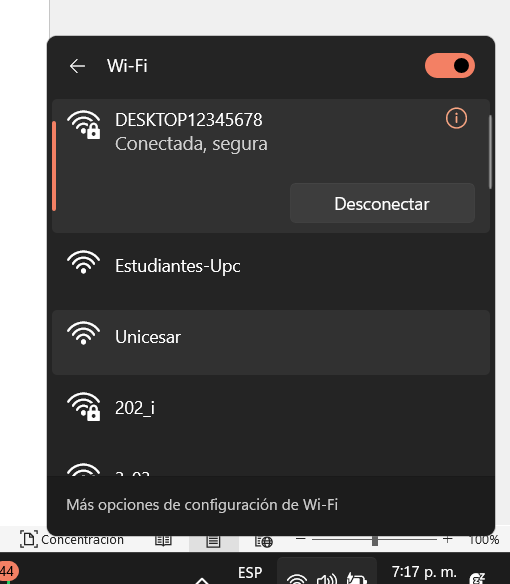 Wi-Fi
DESKTOP12345678
Conectada, segura
Desconectar
Estudiantes-Upc
Unicesar
202_i
Más opciones de configuración de Wi-Fi
Concentración
100%
44
ESP
7:17 p. m.